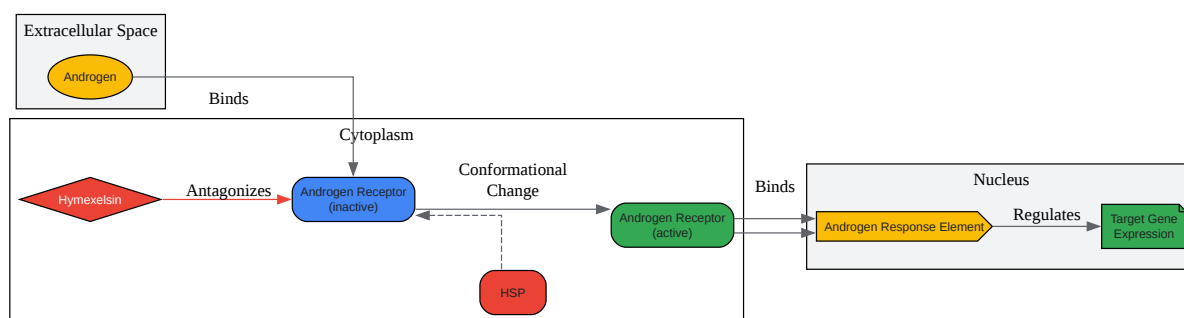 Extracellular Space
Androgen
Binds
Cytoplasm
Hymexelsin
Antagonizes
Androgen Receptor
(inactive)
Conformational
Change
HSP
Androgen Receptor
(active)
Binds
Nucleus
Androgen Response Element
Regulates
Target Gene
Expression